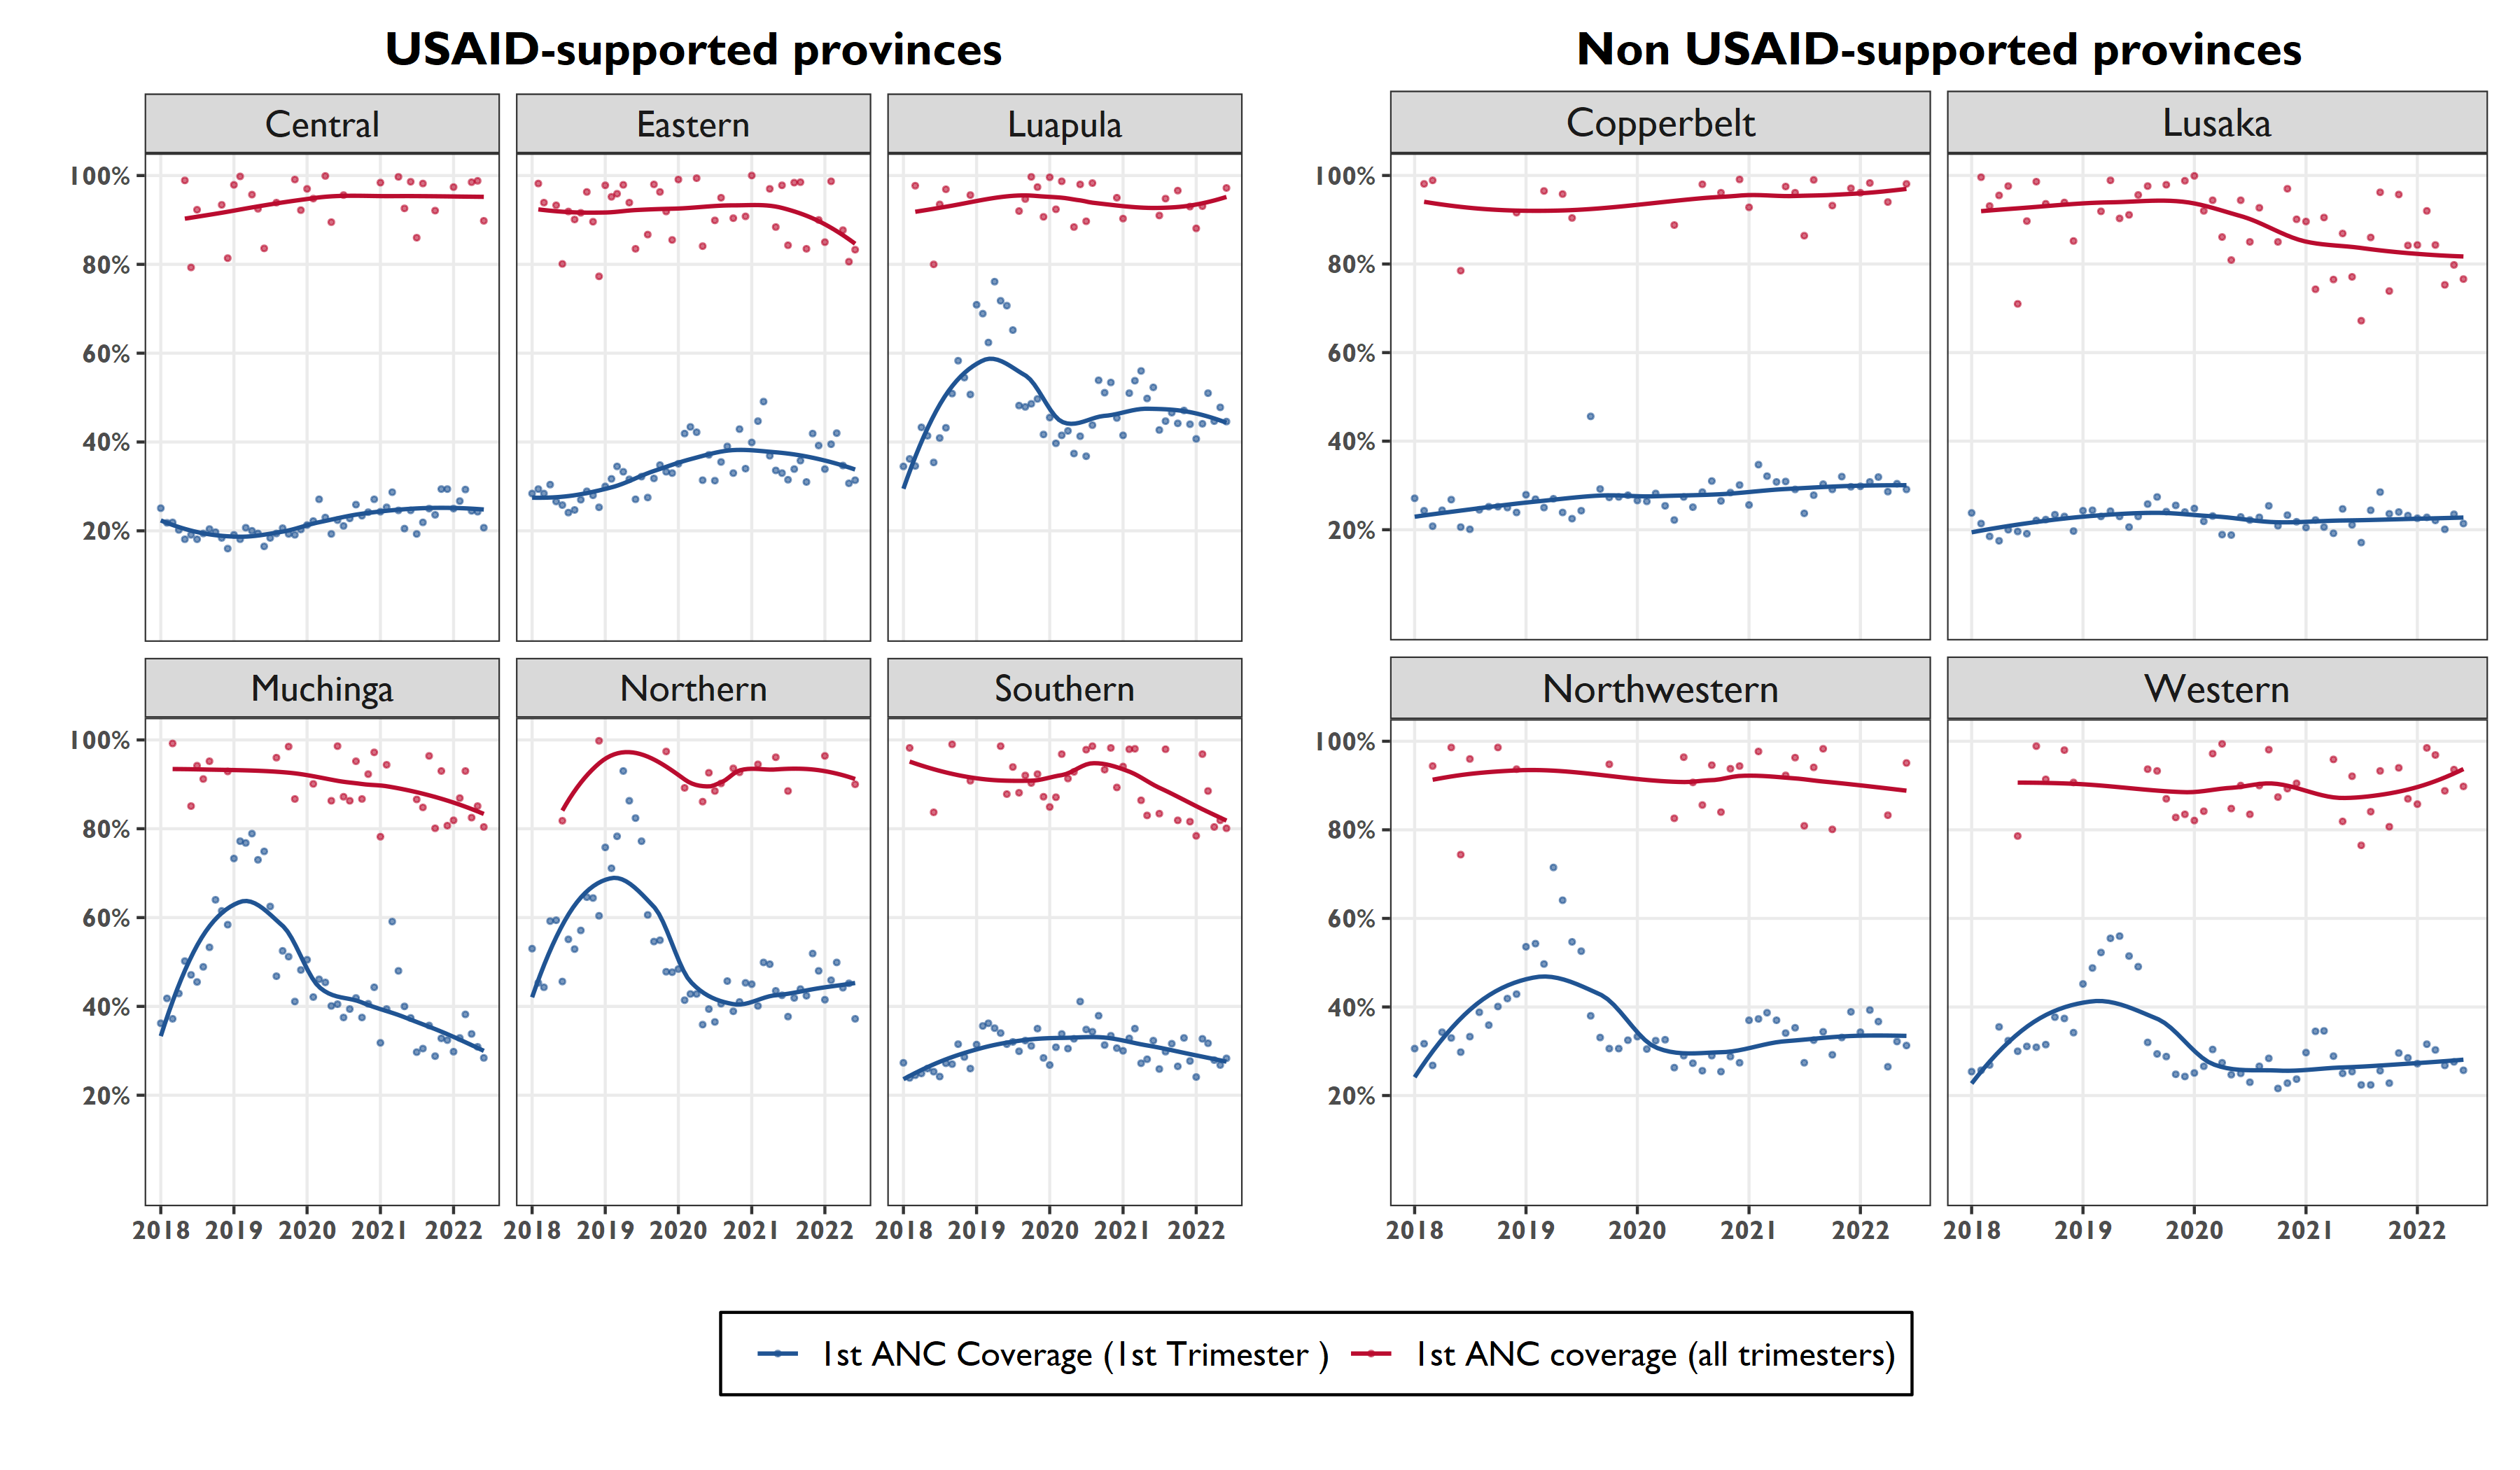 USAID-supported provinces
Non USAID-supported provinces
Central
Eastern
Luapula
Copperbelt
Lusaka
100%
80%
60%
40%
20%
100%
80%
60%
40%
20%
Muchinga
Northern
Southern
Northwestern
Western
100%
80%
60%
40%
20%
100%
80%
60%
40%
20%
2018 2019 2020 2021 2022
2018 2019 2020 2021 2022
2018 2019 2020 2021 2022
2018 2019 2020 2021 2022
2018 2019 2020 2021 2022
1st ANC Coverage (1st Trimester ) 1st ANC coverage (all trimesters)